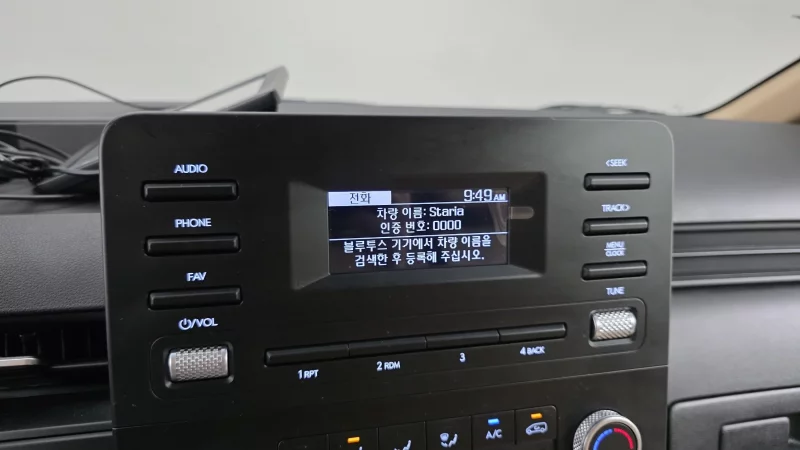 AUDIO
PHONE
FAV
⏻/VOL
전화 9:49 AM
차량 이름: Staria
인증 번호: 0000
블루투스 기기에서 차량 이름을
검색한 후 등록해 주십시오.
<SEEK
TRACK>
MENU/
CLOCK
TUNE
1 RPT
2 RDM
3
4 BACK
A/C